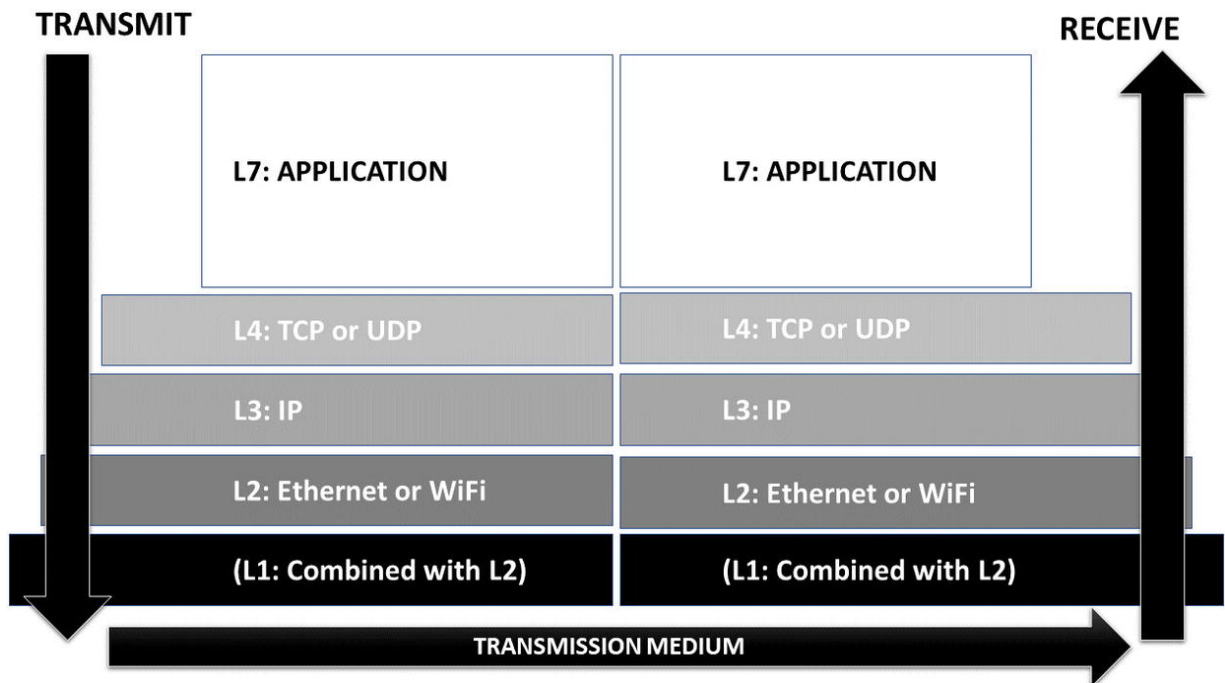 TRANSMIT
RECEIVE
L7: APPLICATION
L7: APPLICATION
L4: TCP or UDP
L4: TCP or UDP
L3: IP
L3: IP
L2: Ethernet or WiFi
L2: Ethernet or WiFi
(L1: Combined with L2)
(L1: Combined with L2)
TRANSMISSION MEDIUM